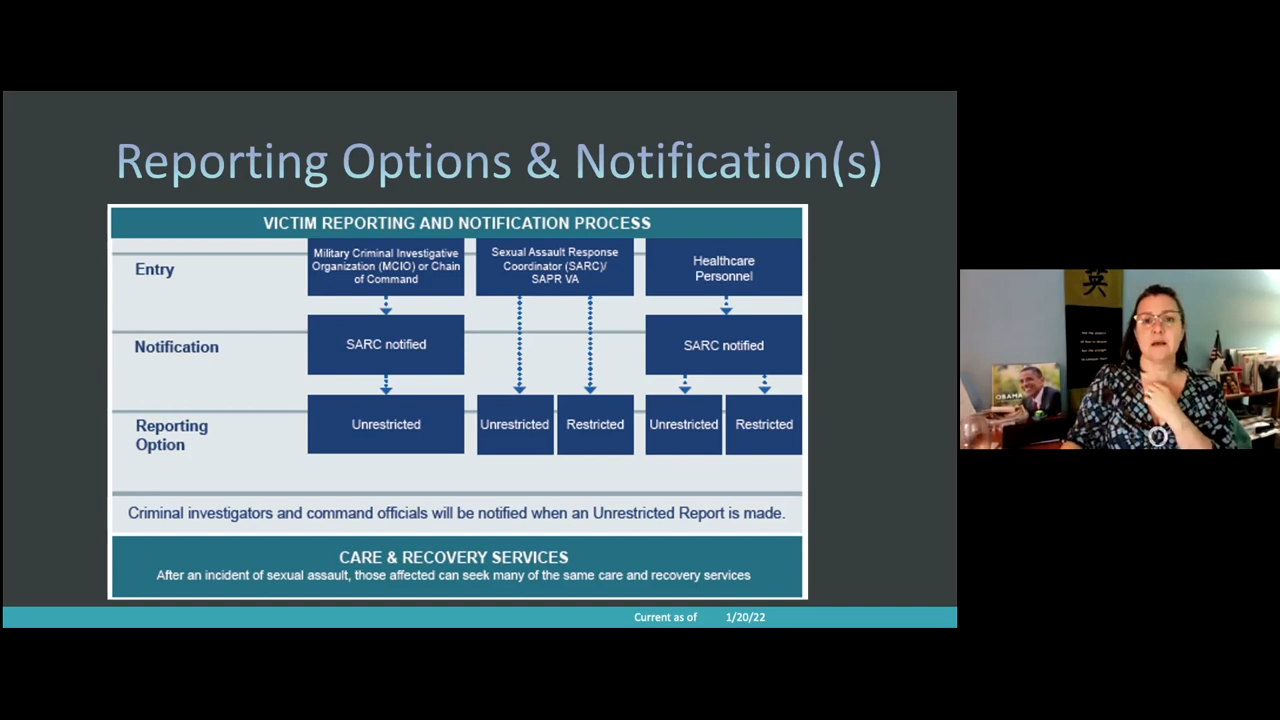 Reporting Options & Notification(s)
VICTIM REPORTING AND NOTIFICATION PROCESS
Entry
Military Criminal Investigative
Organization (MCIO) or Chain
of Command
Sexual Assault Response
Coordinator (SARC)/
SAPR VA
Healthcare
Personnel
Notification
SARC notified
SARC notified
Reporting
Option
Unrestricted
Unrestricted
Restricted
Unrestricted
Restricted
Criminal investigators and command officials will be notified when an Unrestricted Report is made.
CARE & RECOVERY SERVICES
After an incident of sexual assault, those affected can seek many of the same care and recovery services
Current as of 1/20/22
英
OBAMA